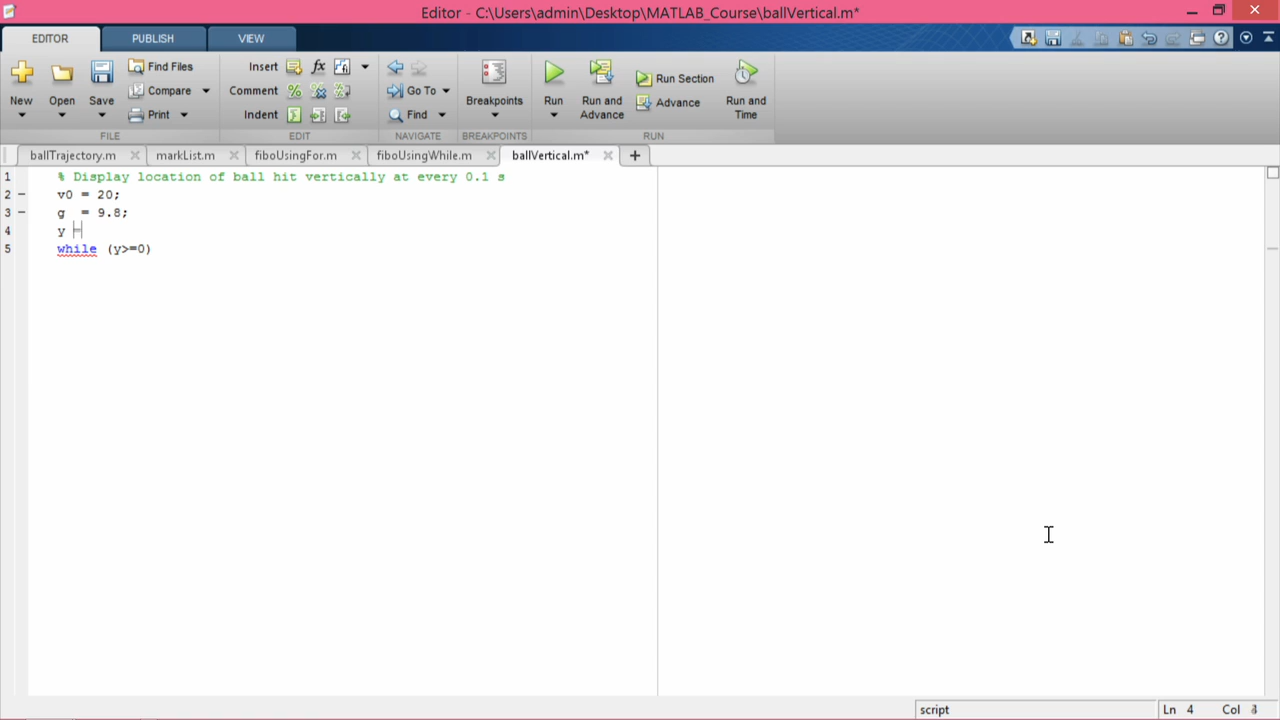 Editor - C:\Users\admin\Desktop\MATLAB_Course\ballVertical.m*
EDITOR PUBLISH VIEW
Find Files Insert fx
New Open Save Compare Comment Go To Breakpoints Run Run and Advance Run Section Advance Run and Time
Print Indent Find
FILE EDIT NAVIGATE BREAKPOINTS RUN
ballTrajectory.m markList.m fiboUsingFor.m fiboUsingWhile.m ballVertical.m*
1 % Display location of ball hit vertically at every 0.1 s
2 v0 = 20;
3 g = 9.8;
4 y =
5 while (y>=0)
script Ln 4 Col